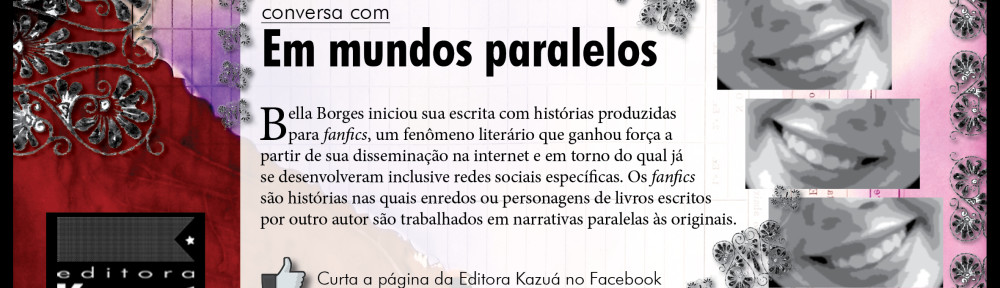 conversa com
Em mundos paralelos
Bella Borges iniciou sua escrita com histórias produzidas
para fanfics, um fenômeno literário que ganhou força a
partir de sua disseminação na internet e em torno do qual já
se desenvolveram inclusive redes sociais específicas. Os fanfics
são histórias nas quais enredos ou personagens de livros escritos
por outro autor são trabalhados em narrativas paralelas às originais.
editora
Curta a página da Editora Kazuá no Facebook